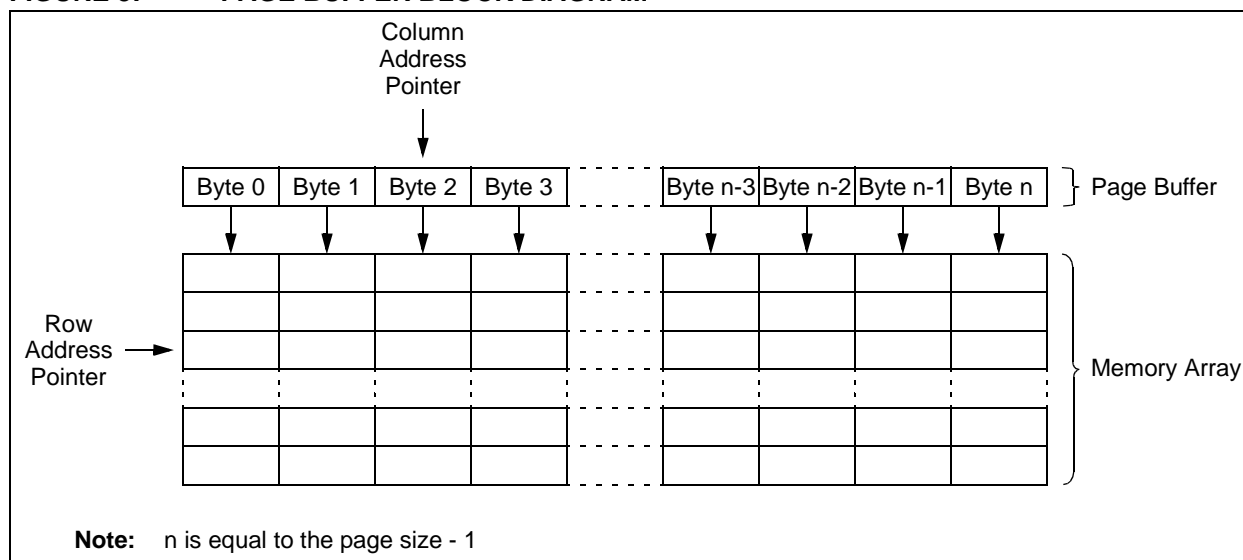 Column
Address
Pointer
Byte 0 Byte 1 Byte 2 Byte 3 Byte n-3 Byte n-2 Byte n-1 Byte n
Page Buffer
Row
Address
Pointer
Memory Array
Note: n is equal to the page size - 1